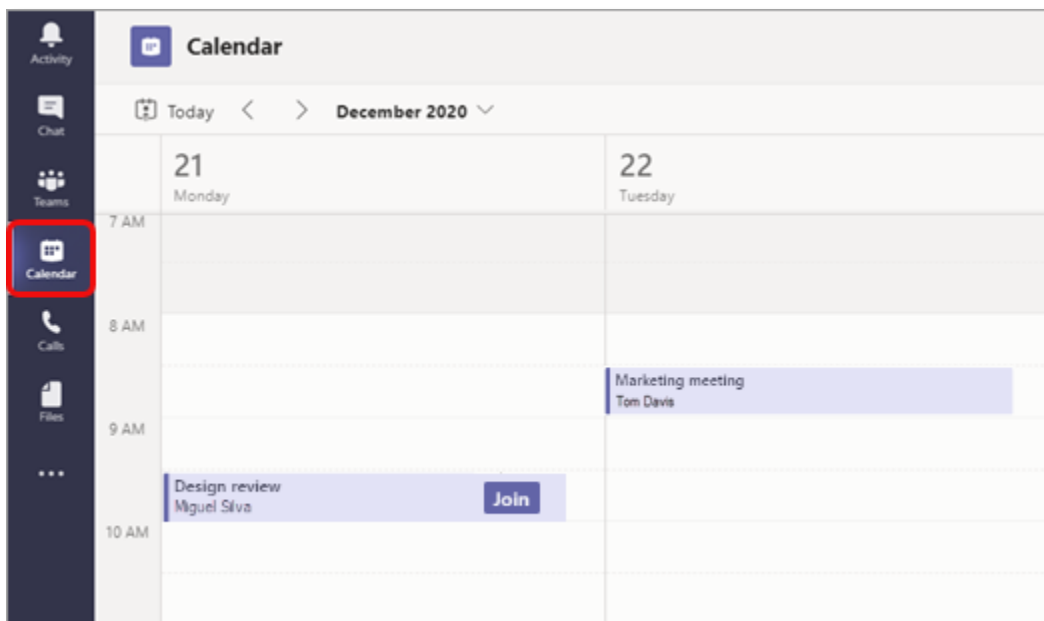 Activity
Chat
Teams
Calendar
Calls
Files
Calendar
Today
December 2020
21
Monday
22
Tuesday
7 AM
8 AM
Marketing meeting
Tom Davis
9 AM
Design review
Miguel Silva
Join
10 AM